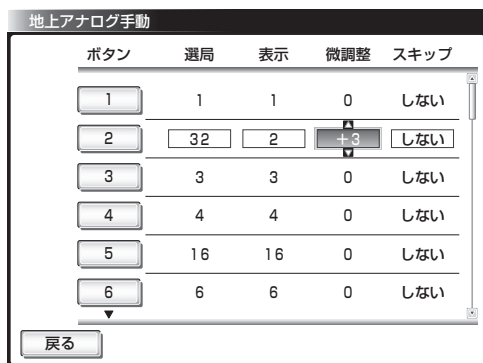 地上アナログ手動
ボタン 選局 表示 微調整 スキップ
1 1 1 0 しない
2 32 2 +3 しない
3 3 3 0 しない
4 4 4 0 しない
5 16 16 0 しない
6 6 6 0 しない
戻る